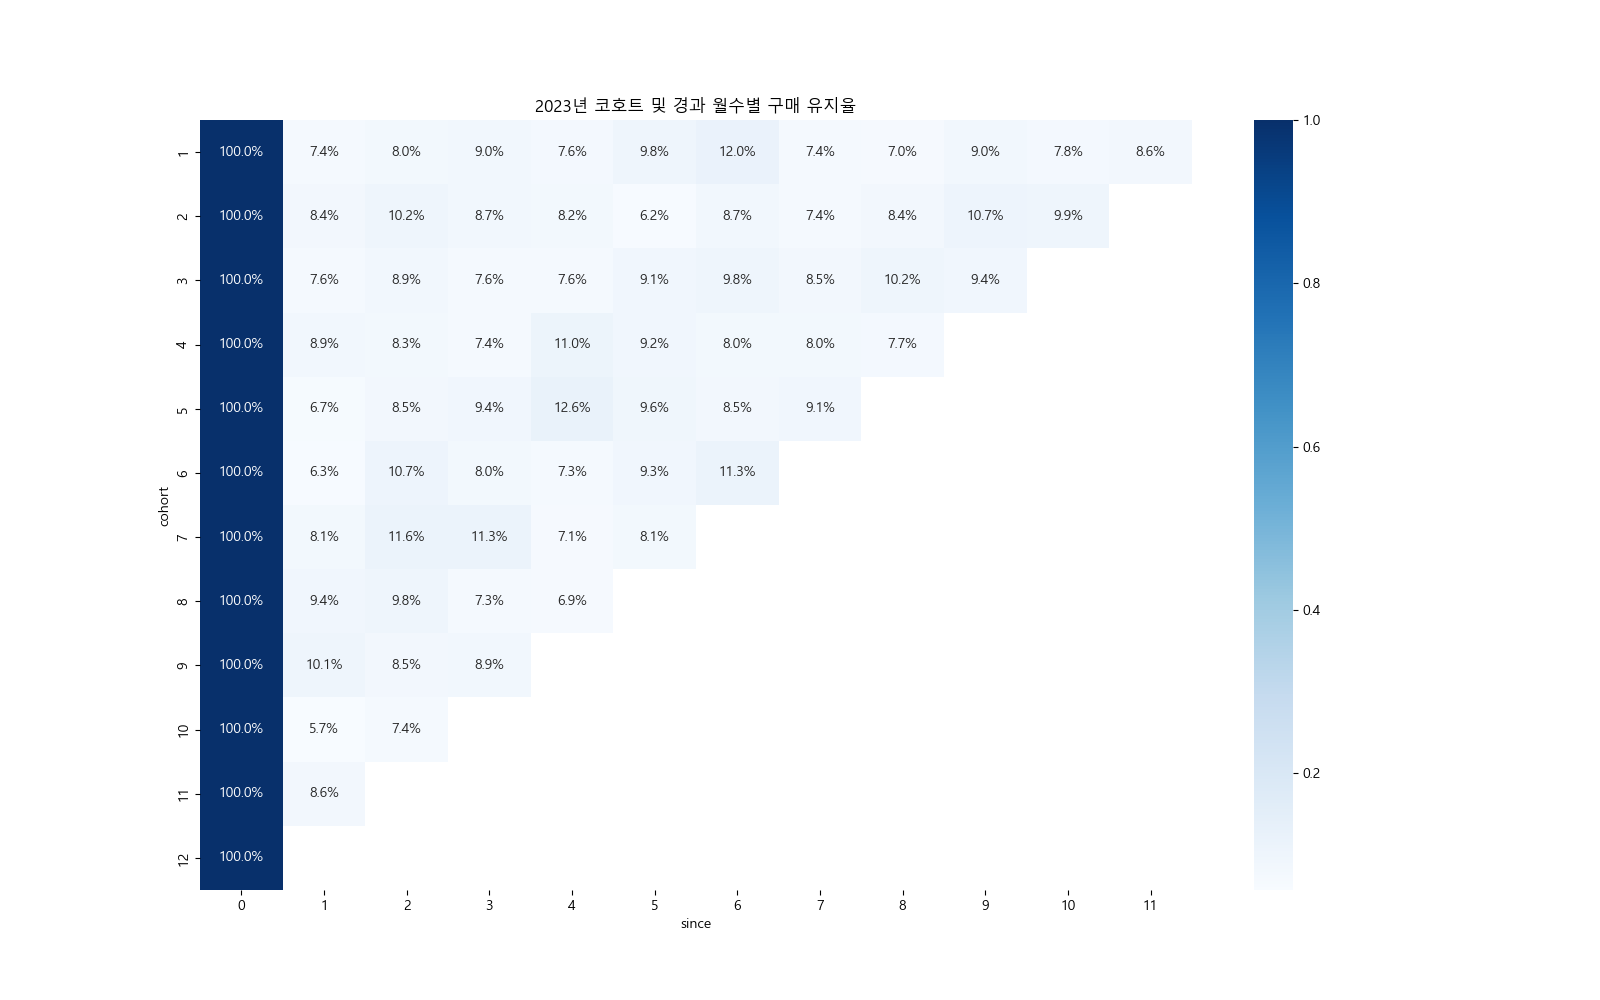 2023년 코호트 및 경과 월수별 구매 유지율
cohort
1 100.0% 7.4% 8.0% 9.0% 7.6% 9.8% 12.0% 7.4% 7.0% 9.0% 7.8% 8.6%
2 100.0% 8.4% 10.2% 8.7% 8.2% 6.2% 8.7% 7.4% 8.4% 10.7% 9.9%
3 100.0% 7.6% 8.9% 7.6% 7.6% 9.1% 9.8% 8.5% 10.2% 9.4%
4 100.0% 8.9% 8.3% 7.4% 11.0% 9.2% 8.0% 8.0% 7.7%
5 100.0% 6.7% 8.5% 9.4% 12.6% 9.6% 8.5% 9.1%
6 100.0% 6.3% 10.7% 8.0% 7.3% 9.3% 11.3%
7 100.0% 8.1% 11.6% 11.3% 7.1% 8.1%
8 100.0% 9.4% 9.8% 7.3% 6.9%
9 100.0% 10.1% 8.5% 8.9%
10 100.0% 5.7% 7.4%
11 100.0% 8.6%
12 100.0%
0 1 2 3 4 5 6 7 8 9 10 11
since
1.0
0.8
0.6
0.4
0.2